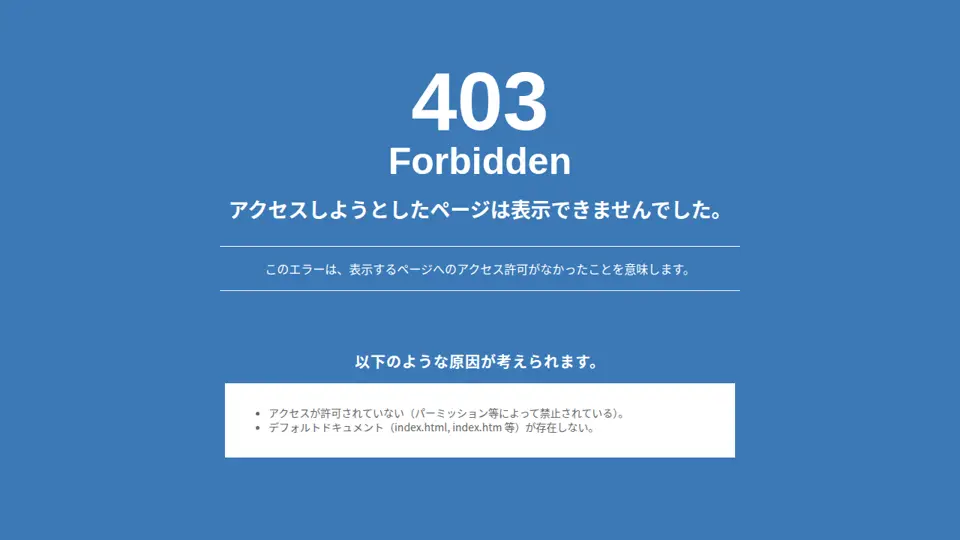 403
Forbidden
アクセスしようとしたページは表示できませんでした。
このエラーは、表示するページへのアクセス許可がなかったことを意味します。
以下のような原因が考えられます。
• アクセスが許可されていない（パーミッション等によって禁止されている）。
• デフォルトドキュメント（index.html, index.htm 等）が存在しない。